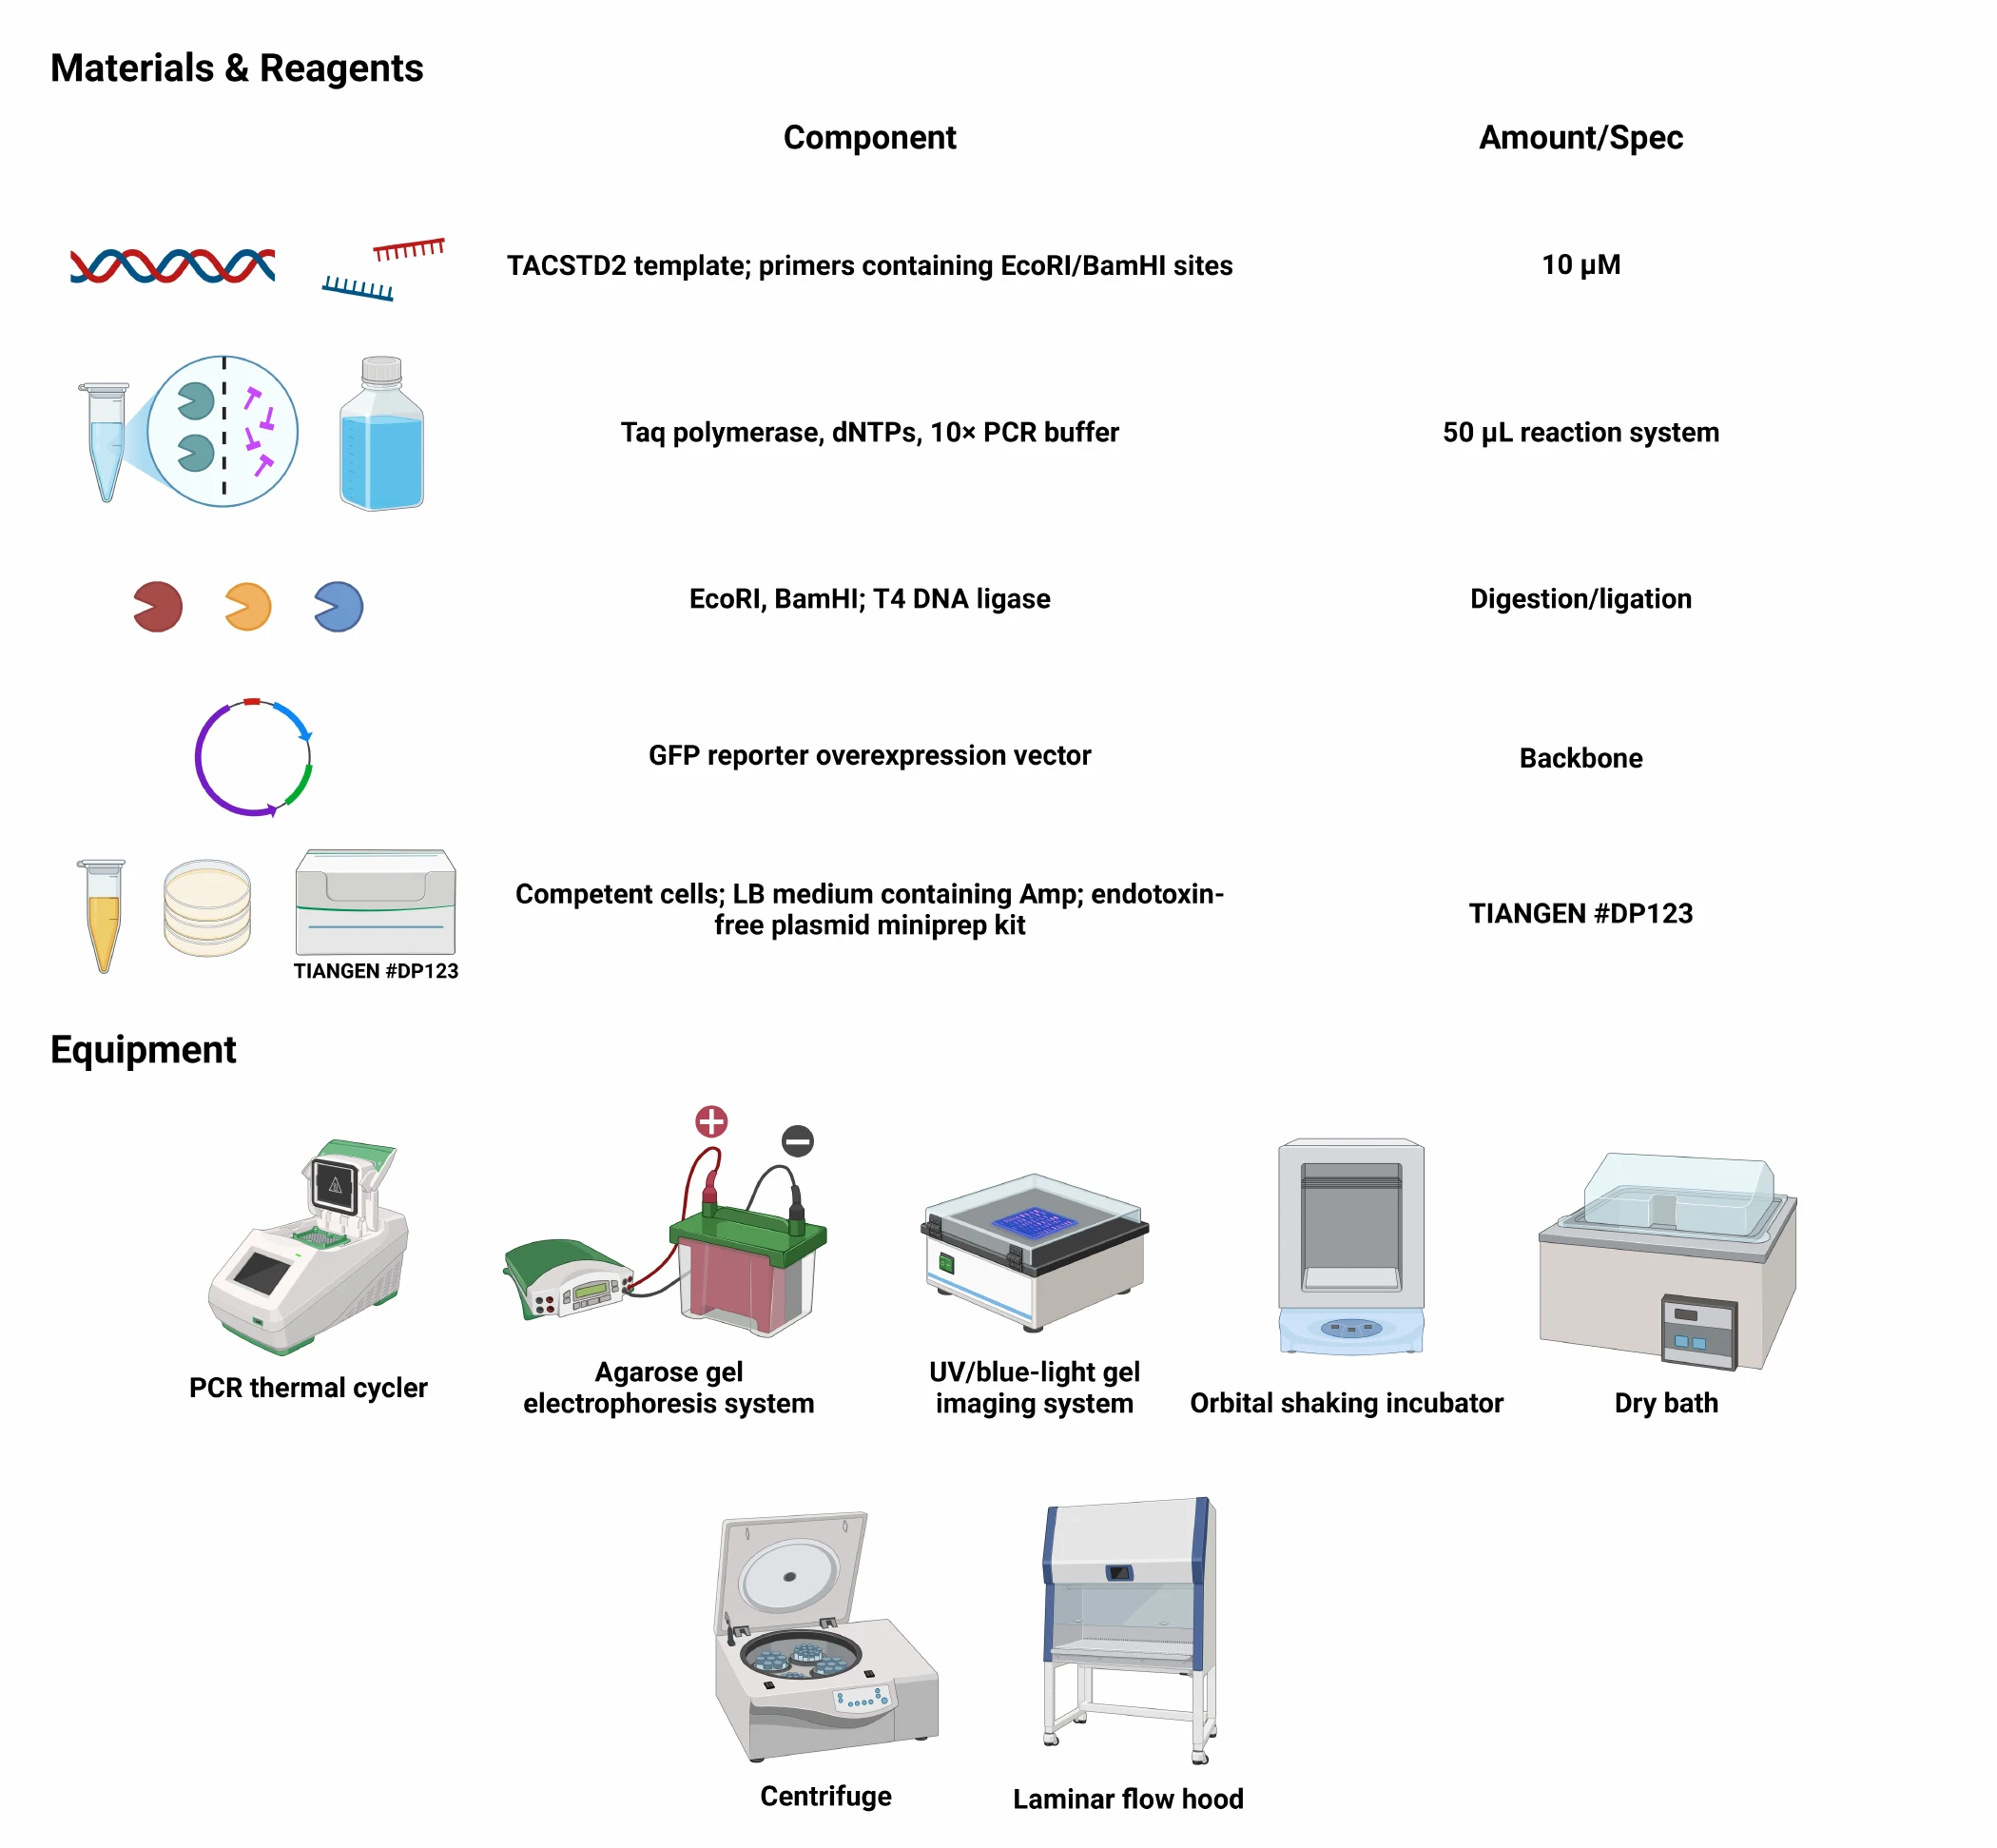 Materials & Reagents
Component
Amount/Spec
TACSTD2 template; primers containing EcoRI/BamHI sites
10 µM
Taq polymerase, dNTPs, 10× PCR buffer
50 µL reaction system
EcoRI, BamHI; T4 DNA ligase
Digestion/ligation
GFP reporter overexpression vector
Backbone
Competent cells; LB medium containing Amp; endotoxin-
free plasmid miniprep kit
TIANGEN #DP123
TIANGEN #DP123
Equipment
PCR thermal cycler
Agarose gel
electrophoresis system
UV/blue-light gel
imaging system
Orbital shaking incubator
Dry bath
Centrifuge
Laminar flow hood